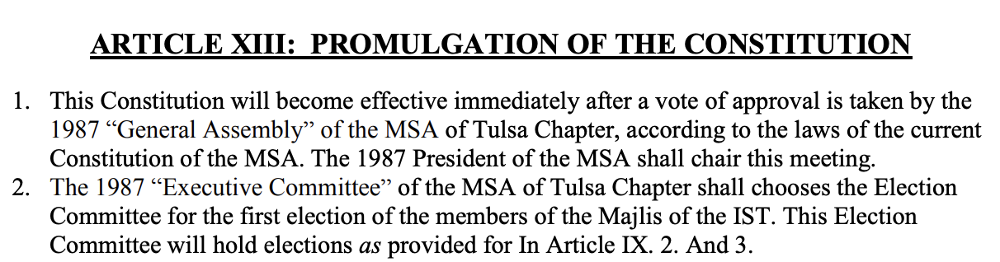 ARTICLE XIII: PROMULGATION OF THE CONSTITUTION
1. This Constitution will become effective immediately after a vote of approval is taken by the
1987 “General Assembly” of the MSA of Tulsa Chapter, according to the laws of the current
Constitution of the MSA. The 1987 President of the MSA shall chair this meeting.
2. The 1987 “Executive Committee” of the MSA of Tulsa Chapter shall chooses the Election
Committee for the first election of the members of the Majlis of the IST. This Election
Committee will hold elections as provided for In Article IX. 2. And 3.